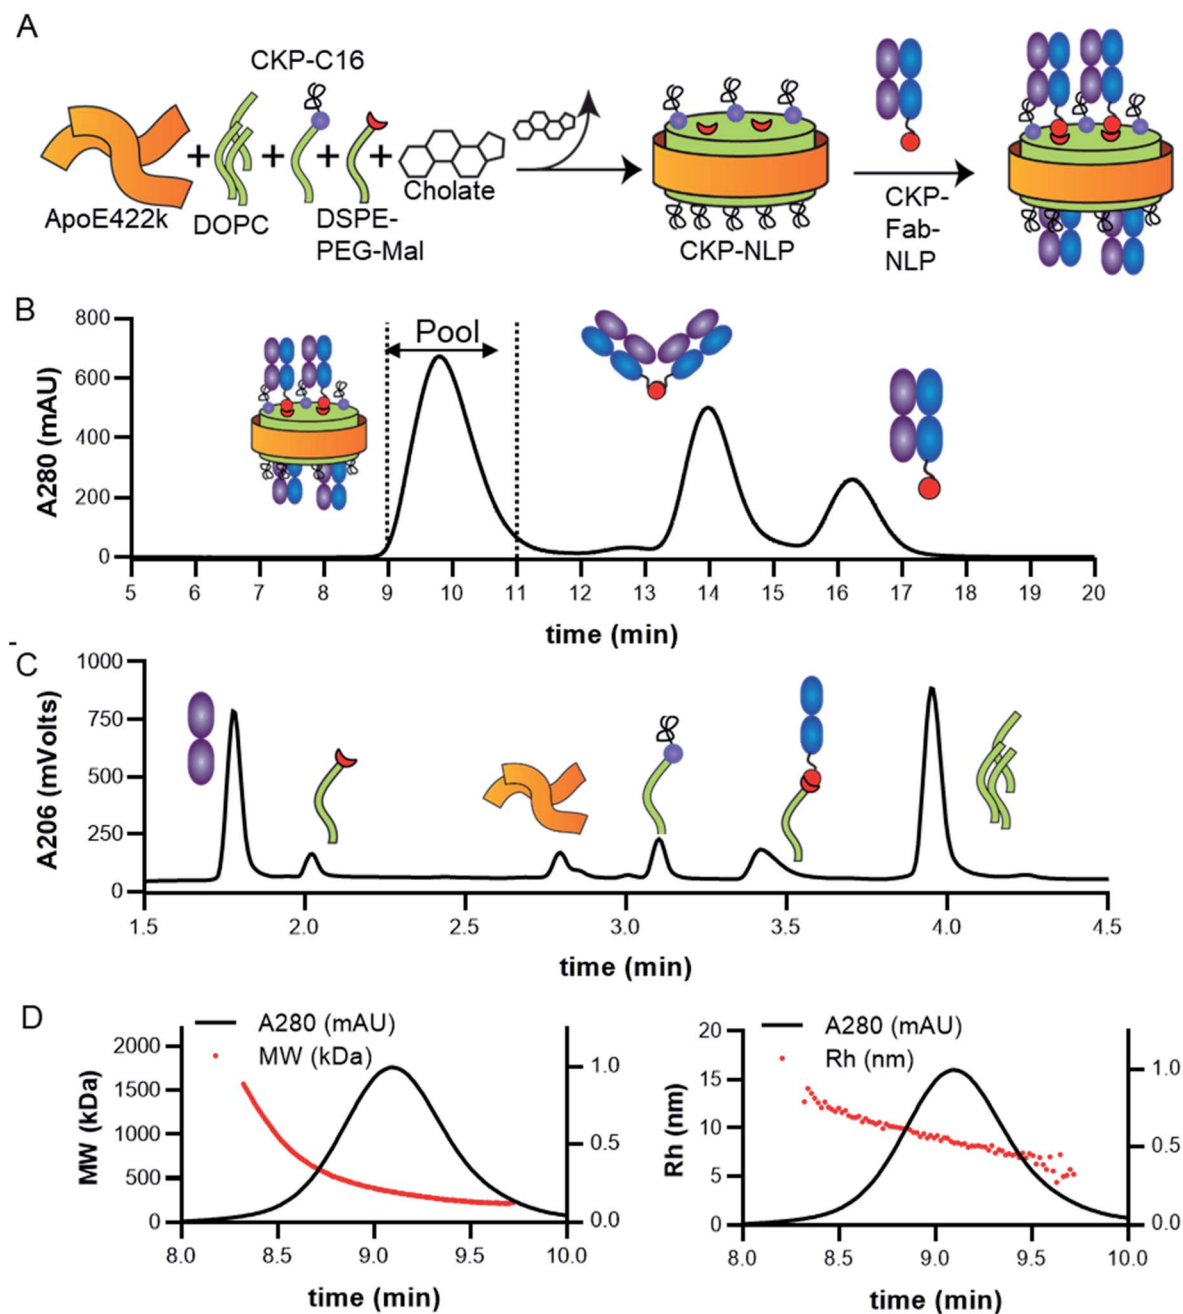 A
CKP-C16
ApoE422k
+
DOPC
+
+
DSPE-
PEG-Mal
+
Cholate
CKP-NLP
CKP-
Fab-
NLP
B
Pool
A280 (mAU)
800
600
400
200
0
5 6 7 8 9 10 11 12 13 14 15 16 17 18 19 20
time (min)
-
C
A206 (mVolts)
1000
750
500
250
0
1.5 2.0 2.5 3.0 3.5 4.0 4.5
time (min)
D
A280 (mAU)
MW (kDa)
MW (kDa)
2000
1500
1000
500
0
1.0
0.5
0.0
8.0 8.5 9.0 9.5 10.0
time (min)
A280 (mAU)
Rh (nm)
Rh (nm)
20
15
10
5
0
1.0
0.5
0.0
8.0 8.5 9.0 9.5 10.0
time (min)